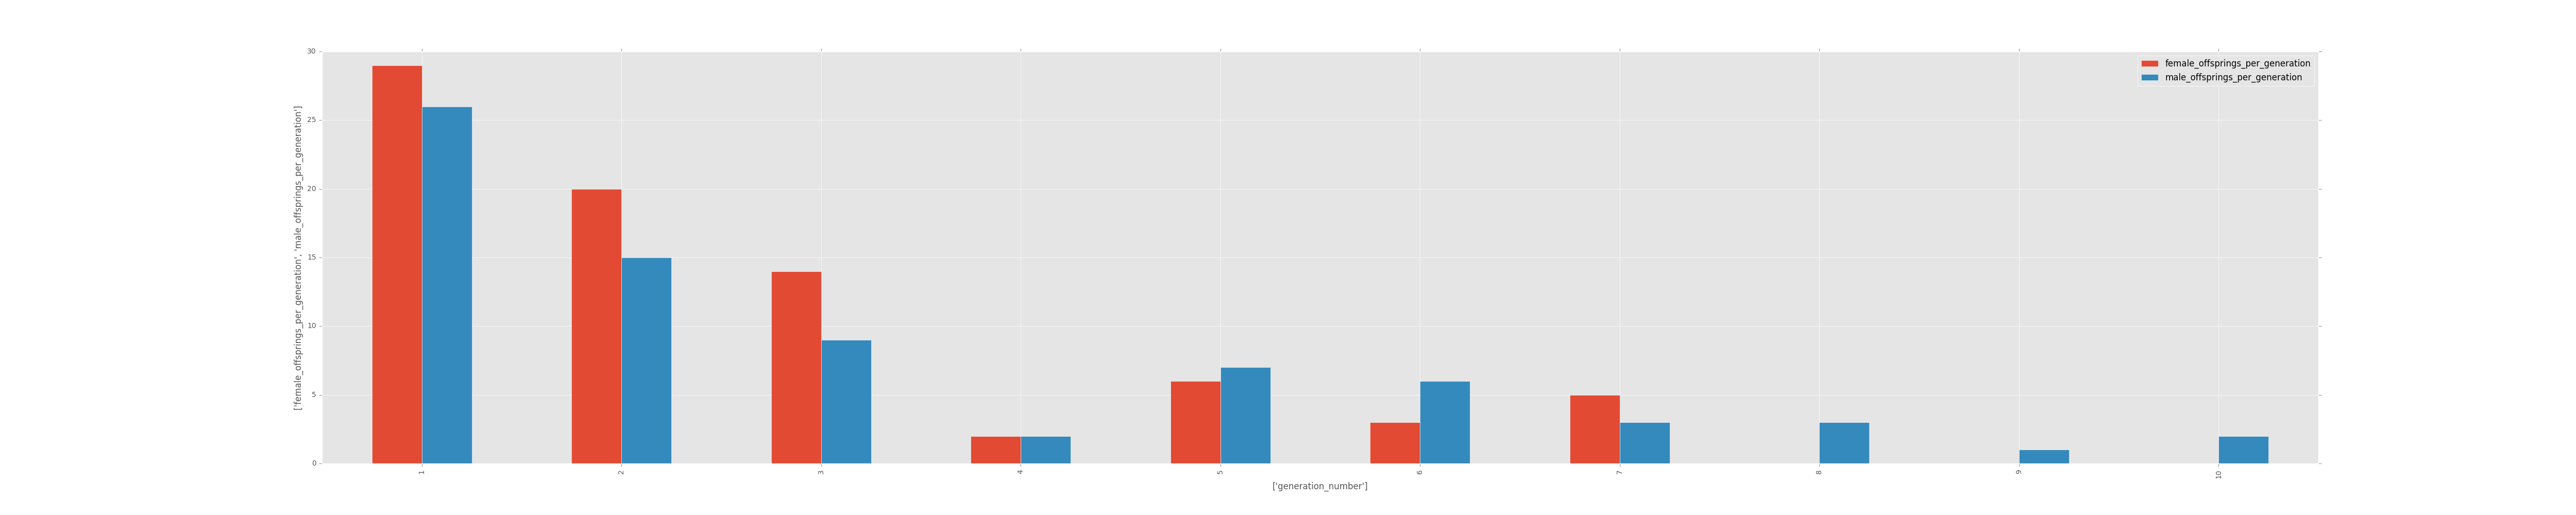 female_offsprings_per_generation
male_offsprings_per_generation
['female_offsprings_per_generation', 'male_offsprings_per_generation']
30
25
20
15
10
5
0
1 2 3 4 5 6 7 8 9 10
['generation_number']